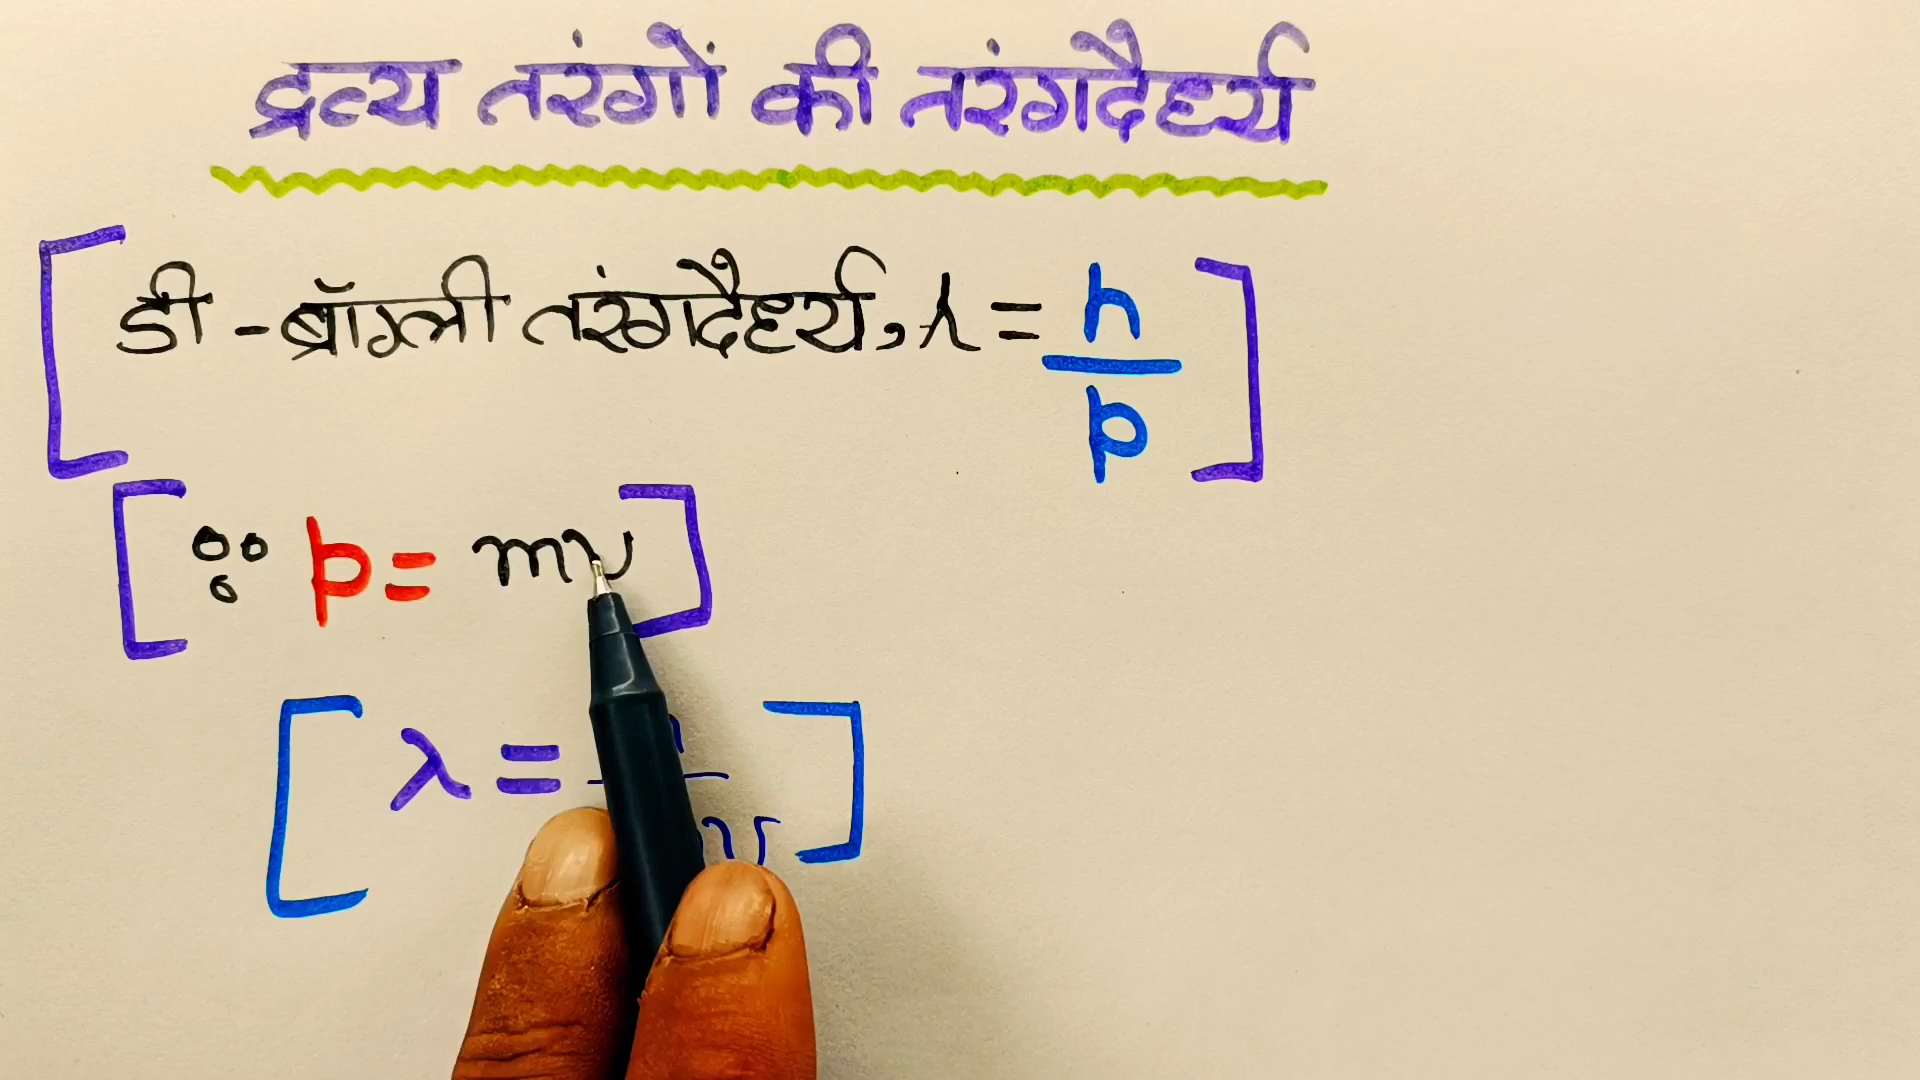 द्रव्य तरंगों की तरंगदैर्ध्य
डी-ब्रॉग्ली तरंगदैर्ध्य, λ = h/p
∵ p = mv
λ =